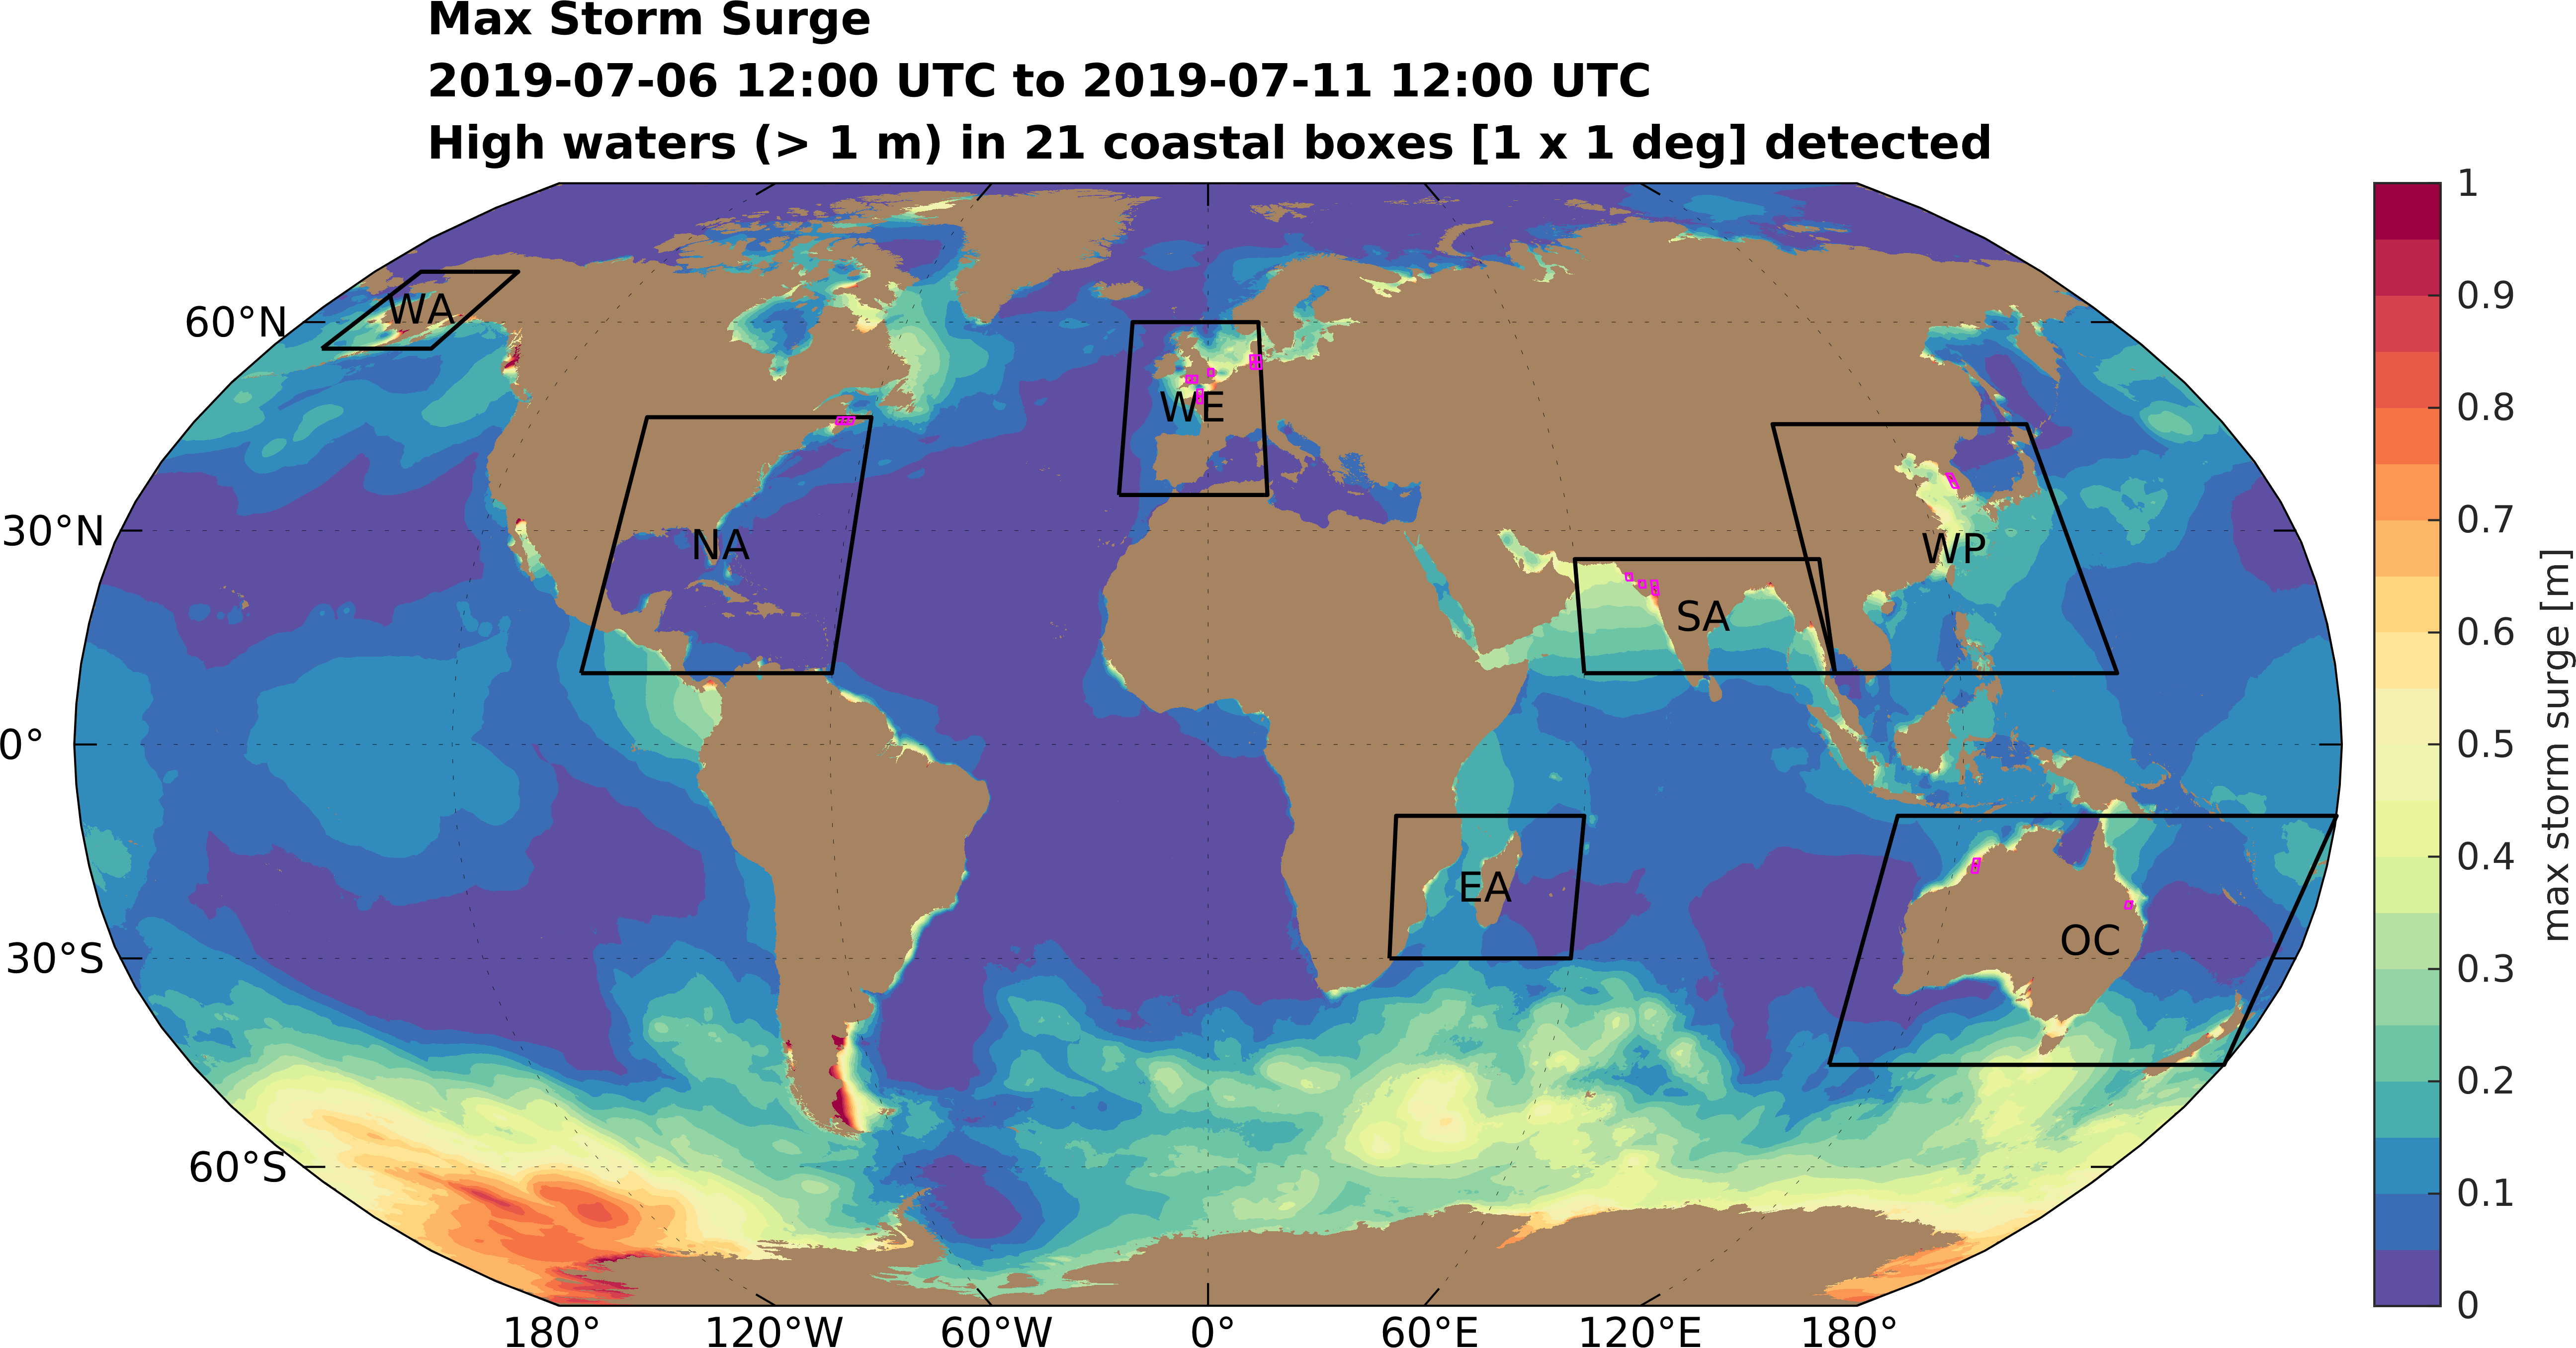 Max Storm Surge
2019-07-06 12:00 UTC to 2019-07-11 12:00 UTC
High waters (> 1 m) in 21 coastal boxes [1 x 1 deg] detected
60°N
30°N
0°
30°S
60°S
180°
120°W
60°W
0°
60°E
120°E
180°
WA
NA
WE
SA
WP
EA
OC
1
0.9
0.8
0.7
0.6
0.5
0.4
0.3
0.2
0.1
0
max storm surge [m]